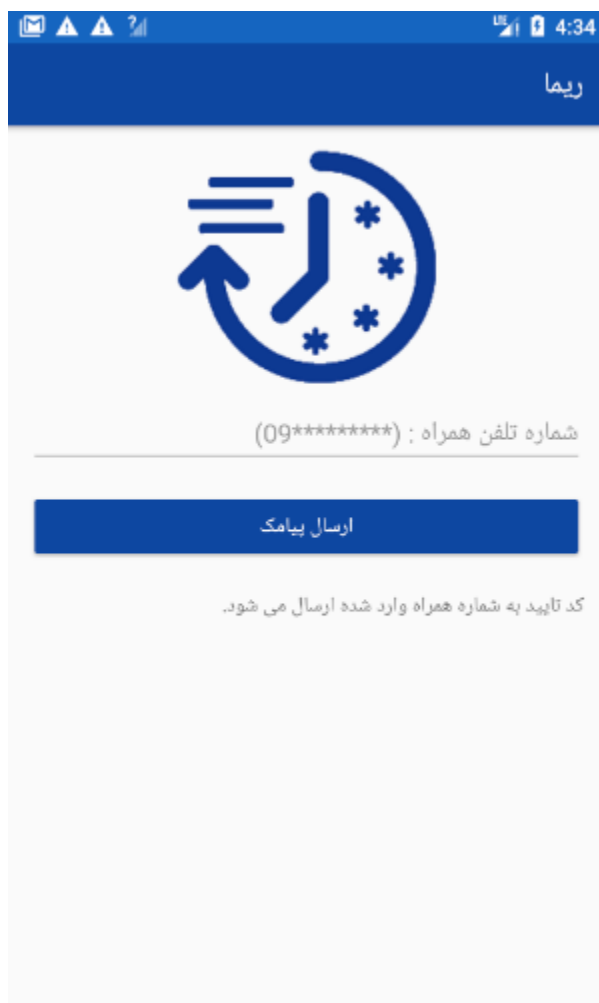 4:34
ریما
شماره تلفن همراه : (09*********)
ارسال پیامک
کد تایید به شماره همراه وارد شده ارسال می شود.